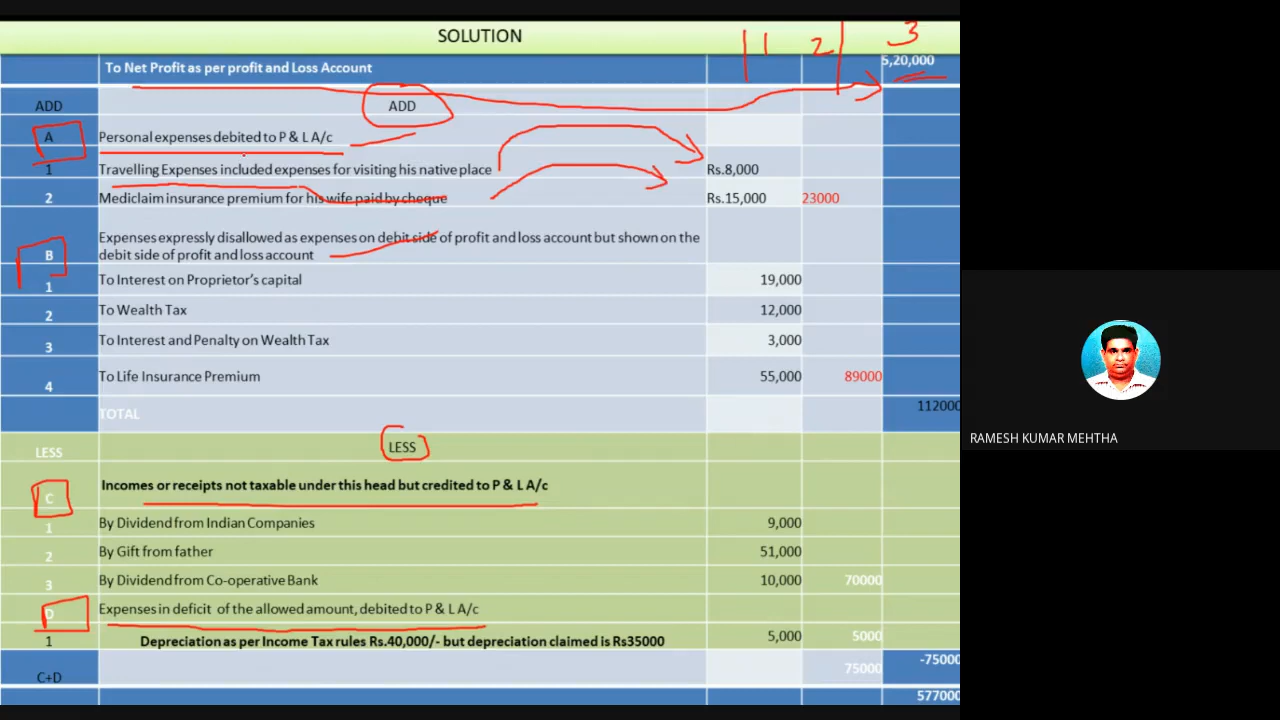 SOLUTION
1 2 3
To Net Profit as per profit and Loss Account 5,20,000
ADD ADD
A Personal expenses debited to P & L A/c
1 Travelling Expenses included expenses for visiting his native place Rs.8,000
2 Mediclaim insurance premium for his wife paid by cheque Rs.15,000 23000
B Expenses expressly disallowed as expenses on debit side of profit and loss account but shown on the
debit side of profit and loss account
1 To Interest on Proprietor's capital 19,000
2 To Wealth Tax 12,000
3 To Interest and Penalty on Wealth Tax 3,000
4 To Life Insurance Premium 55,000 89000
TOTAL 112000
LESS LESS
C Incomes or receipts not taxable under this head but credited to P & L A/c
1 By Dividend from Indian Companies 9,000
2 By Gift from father 51,000
3 By Dividend from Co-operative Bank 10,000 70000
D Expenses in deficit of the allowed amount, debited to P & L A/c
1 Depreciation as per Income Tax rules Rs.40,000/- but depreciation claimed is Rs35000 5,000 5000
C+D 75000 -75000
577000
RAMESH KUMAR MEHTHA